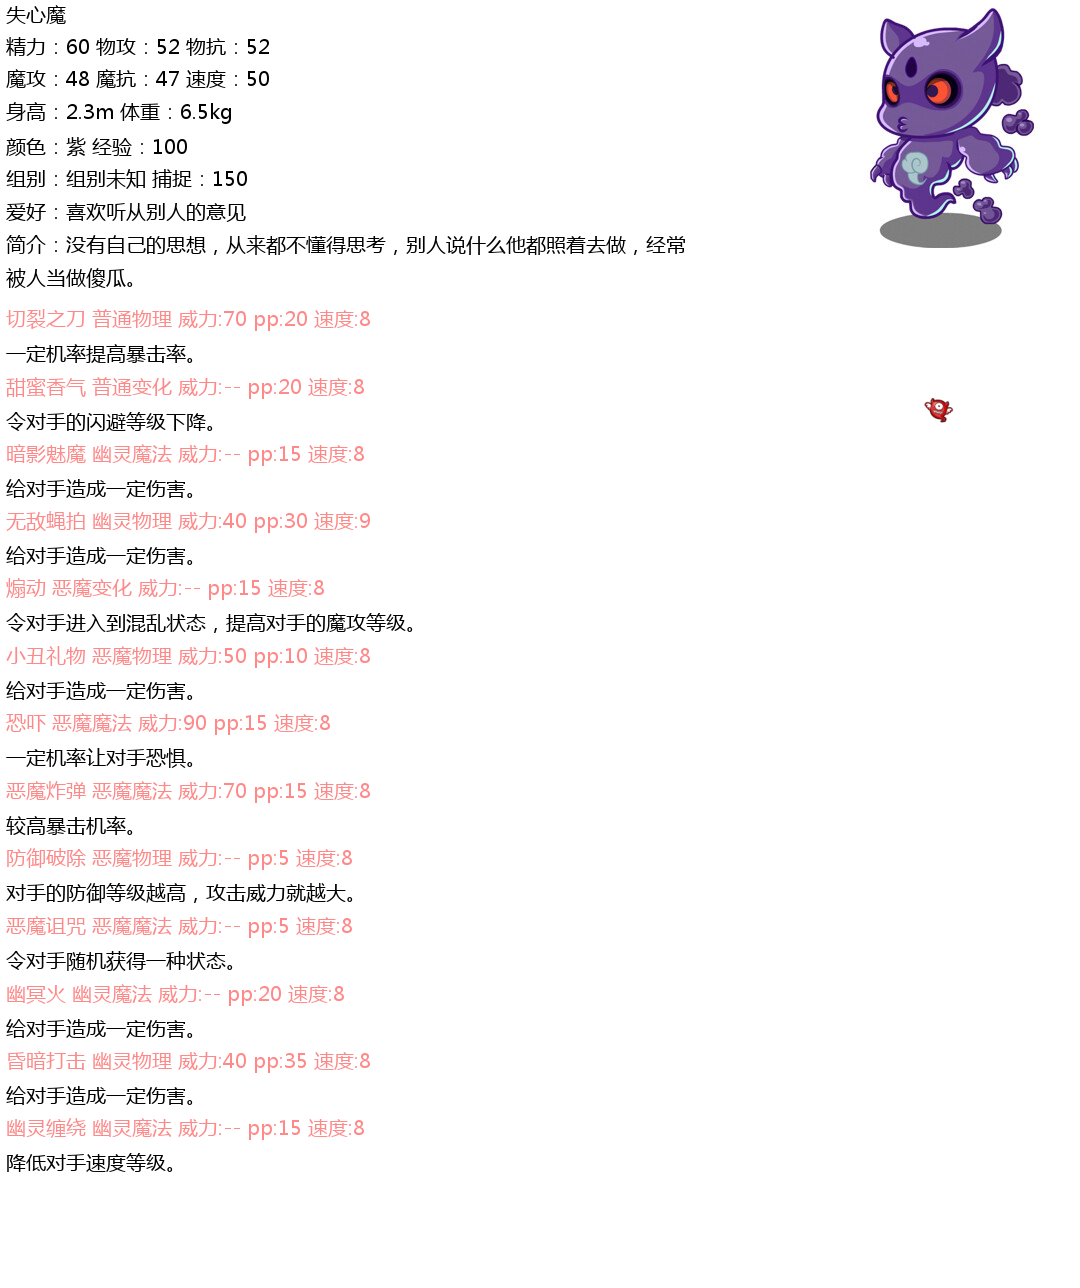 失心魔
精力：60 物攻：52 物抗：52
魔攻：48 魔抗：47 速度：50
身高：2.3m 体重：6.5kg
颜色：紫 经验：100
组别：组别未知 捕捉：150
爱好：喜欢听从别人的意见
简介：没有自己的思想，从来都不懂得思考，别人说什么他都照着去做，经常
被人当做傻瓜。
切裂之刀 普通物理 威力:70 pp:20 速度:8
一定机率提高暴击率。
甜蜜香气 普通变化 威力:-- pp:20 速度:8
令对手的闪避等级下降。
暗影魅魔 幽灵魔法 威力:-- pp:15 速度:8
给对手造成一定伤害。
无敌蝇拍 幽灵物理 威力:40 pp:30 速度:9
给对手造成一定伤害。
煽动 恶魔变化 威力:-- pp:15 速度:8
令对手进入到混乱状态，提高对手的魔攻等级。
小丑礼物 恶魔物理 威力:50 pp:10 速度:8
给对手造成一定伤害。
恐吓 恶魔魔法 威力:90 pp:15 速度:8
一定机率让对手恐惧。
恶魔炸弹 恶魔魔法 威力:70 pp:15 速度:8
较高暴击机率。
防御破除 恶魔物理 威力:-- pp:5 速度:8
对手的防御等级越高，攻击威力就越大。
恶魔诅咒 恶魔魔法 威力:-- pp:5 速度:8
令对手随机获得一种状态。
幽冥火 幽灵魔法 威力:-- pp:20 速度:8
给对手造成一定伤害。
昏暗打击 幽灵物理 威力:40 pp:35 速度:8
给对手造成一定伤害。
幽灵缠绕 幽灵魔法 威力:-- pp:15 速度:8
降低对手速度等级。